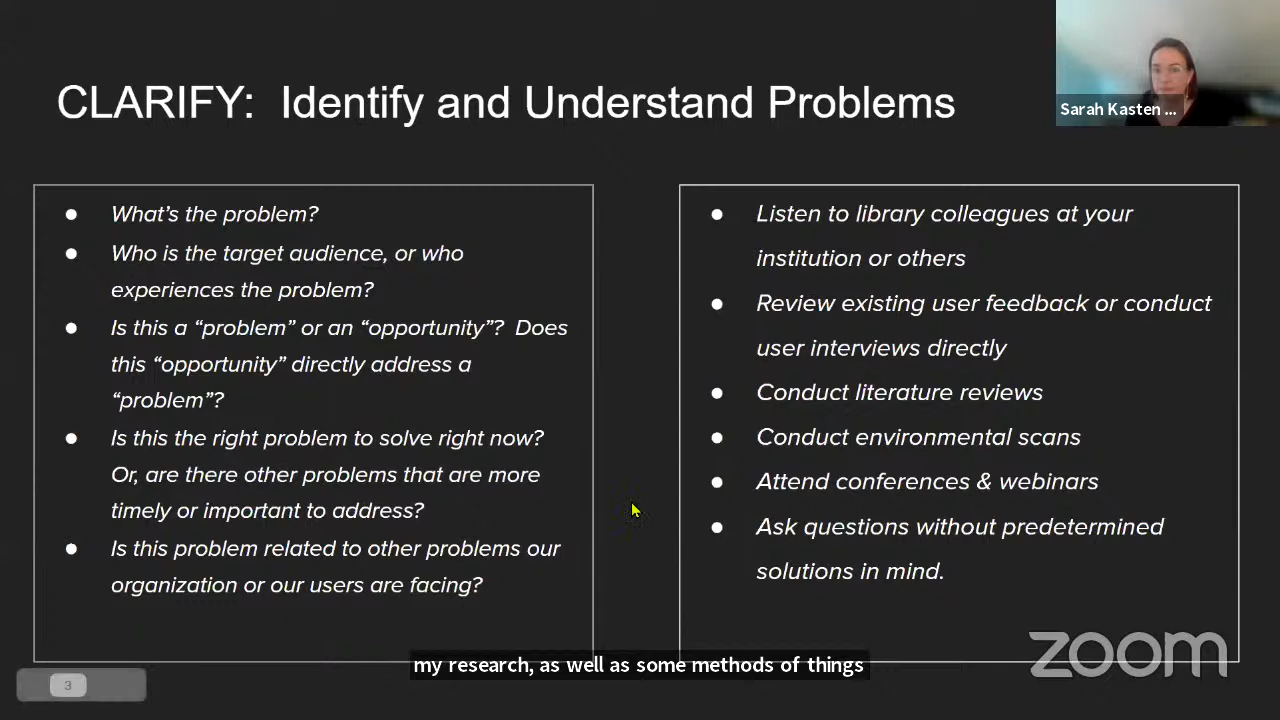 CLARIFY:  Identify and Understand Problems
Sarah Kasten ...
● What’s the problem?
● Who is the target audience, or who
experiences the problem?
● Is this a “problem” or an “opportunity”?  Does
this “opportunity” directly address a
“problem”?
● Is this the right problem to solve right now?
Or, are there other problems that are more
timely or important to address?
● Is this problem related to other problems our
organization or our users are facing?
● Listen to library colleagues at your
institution or others
● Review existing user feedback or conduct
user interviews directly
● Conduct literature reviews
● Conduct environmental scans
● Attend conferences & webinars
● Ask questions without predetermined
solutions in mind.
zoom
my research, as well as some methods of things
3